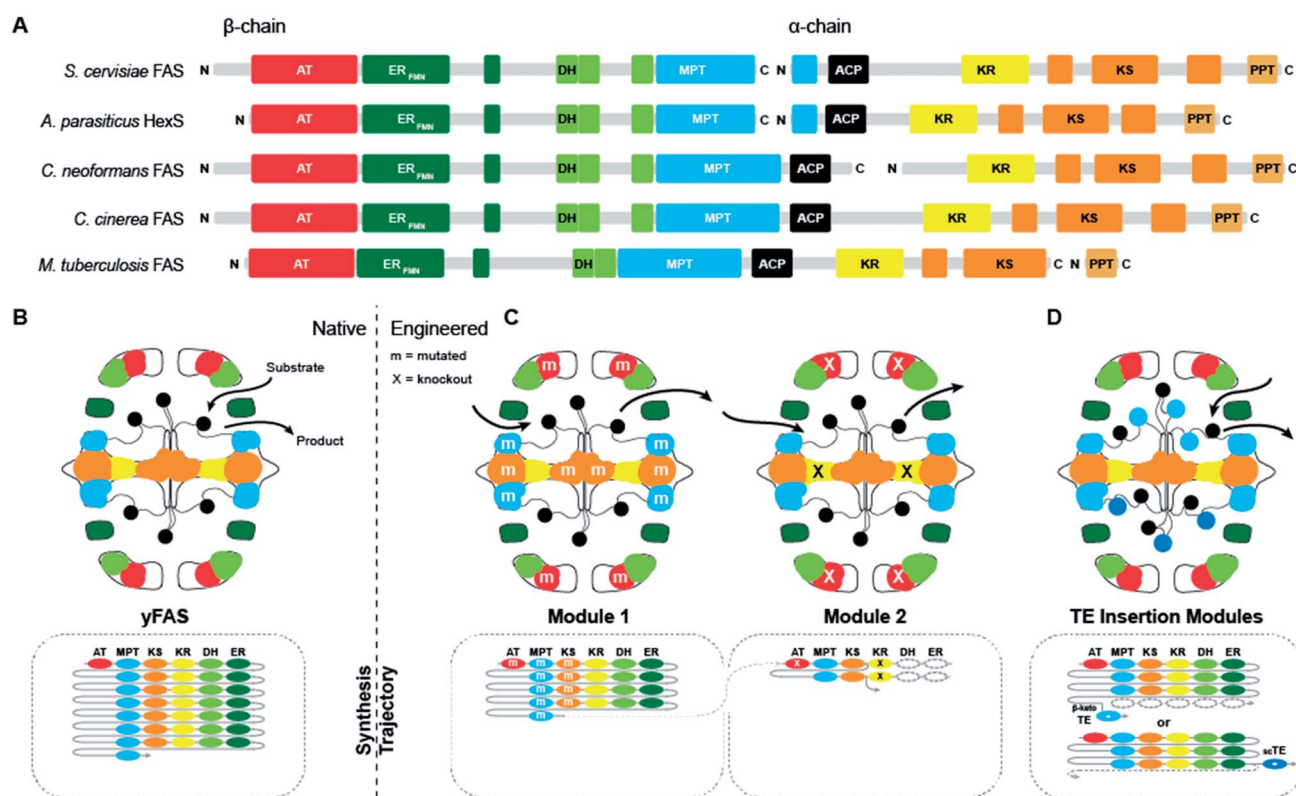 A β-chain α-chain
S. cervisiae FAS N AT ER FMN DH MPT C N ACP KR KS PPT C
A. parasiticus HexS N AT ER FMN DH MPT C N ACP KR KS PPT C
C. neoformans FAS N AT ER FMN DH MPT ACP C N KR KS PPT C
C. cinerea FAS N AT ER FMN DH MPT ACP KR KS PPT C
M. tuberculosis FAS N AT ER FMN DH MPT ACP KR KS C N PPT C
B Native
Substrate
Product
yFAS
AT MPT KS KR DH ER
Synthesis
Trajectory
Engineered C
m = mutated
X = knockout
m m
m m
m m m m
m m
m m
Module 1
AT MPT KS KR DH ER
m m m
m m
m m
m m
m
X X
X X
X X
Module 2
AT MPT KS KR DH ER
x x
x
D
TE Insertion Modules
AT MPT KS KR DH ER
β-keto
TE
or
scTE